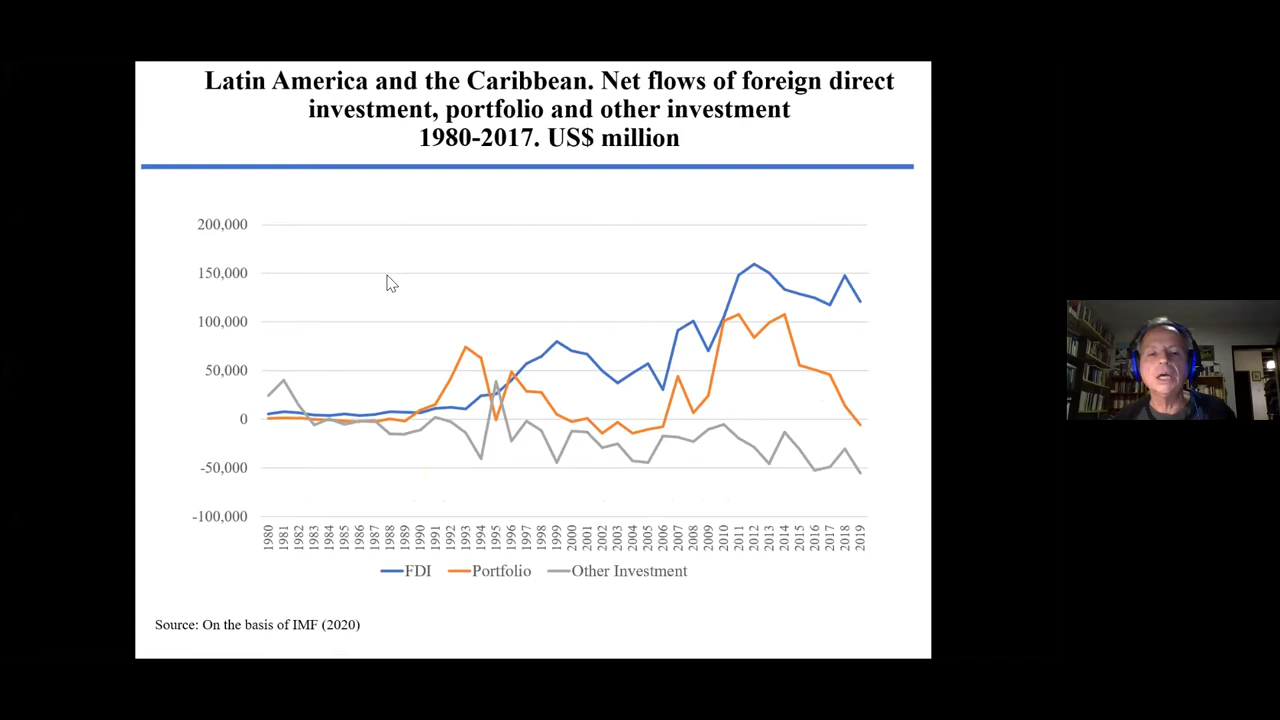 Latin America and the Caribbean. Net flows of foreign direct
investment, portfolio and other investment
1980-2017. US$ million
200,000
150,000
100,000
50,000
0
-50,000
-100,000
1980 1981 1982 1983 1984 1985 1986 1987 1988 1989 1990 1991 1992 1993 1994 1995 1996 1997 1998 1999 2000 2001 2002 2003 2004 2005 2006 2007 2008 2009 2010 2011 2012 2013 2014 2015 2016 2017 2018 2019
FDI Portfolio Other Investment
Source: On the basis of IMF (2020)